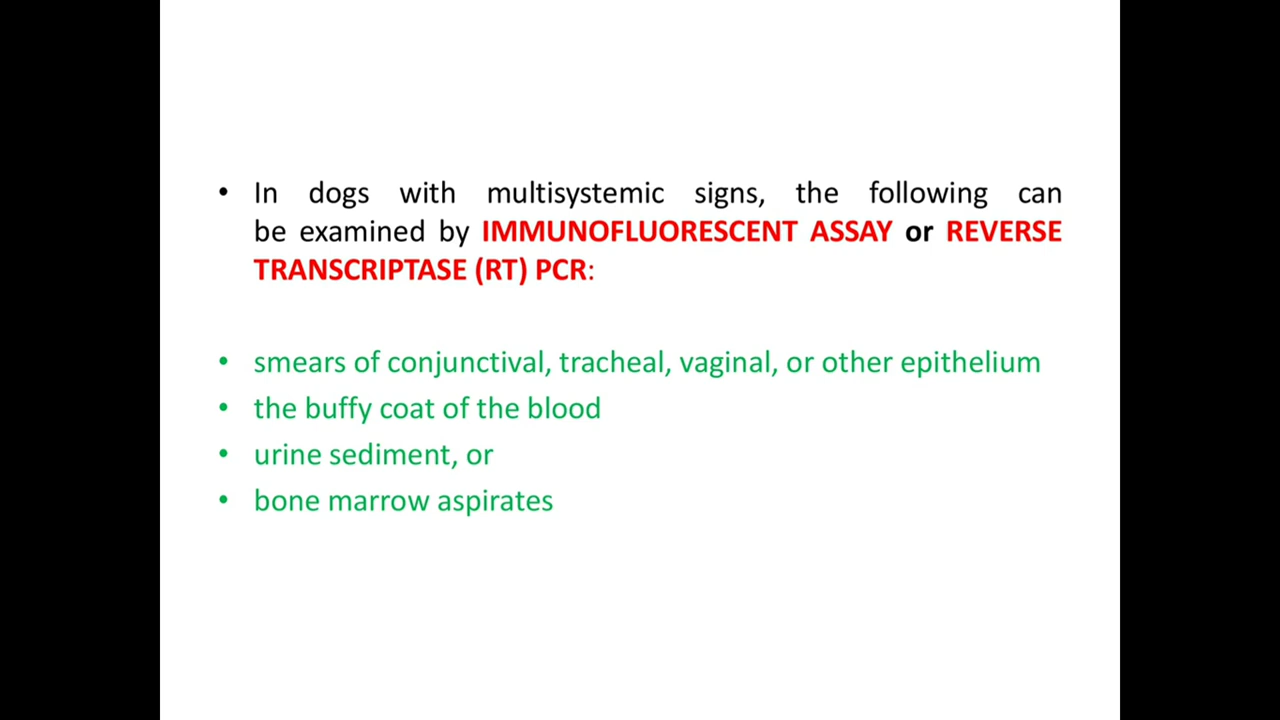 • In dogs with multisystemic signs, the following can
be examined by IMMUNOFLUORESCENT ASSAY or REVERSE
TRANSCRIPTASE (RT) PCR:
• smears of conjunctival, tracheal, vaginal, or other epithelium
• the buffy coat of the blood
• urine sediment, or
• bone marrow aspirates